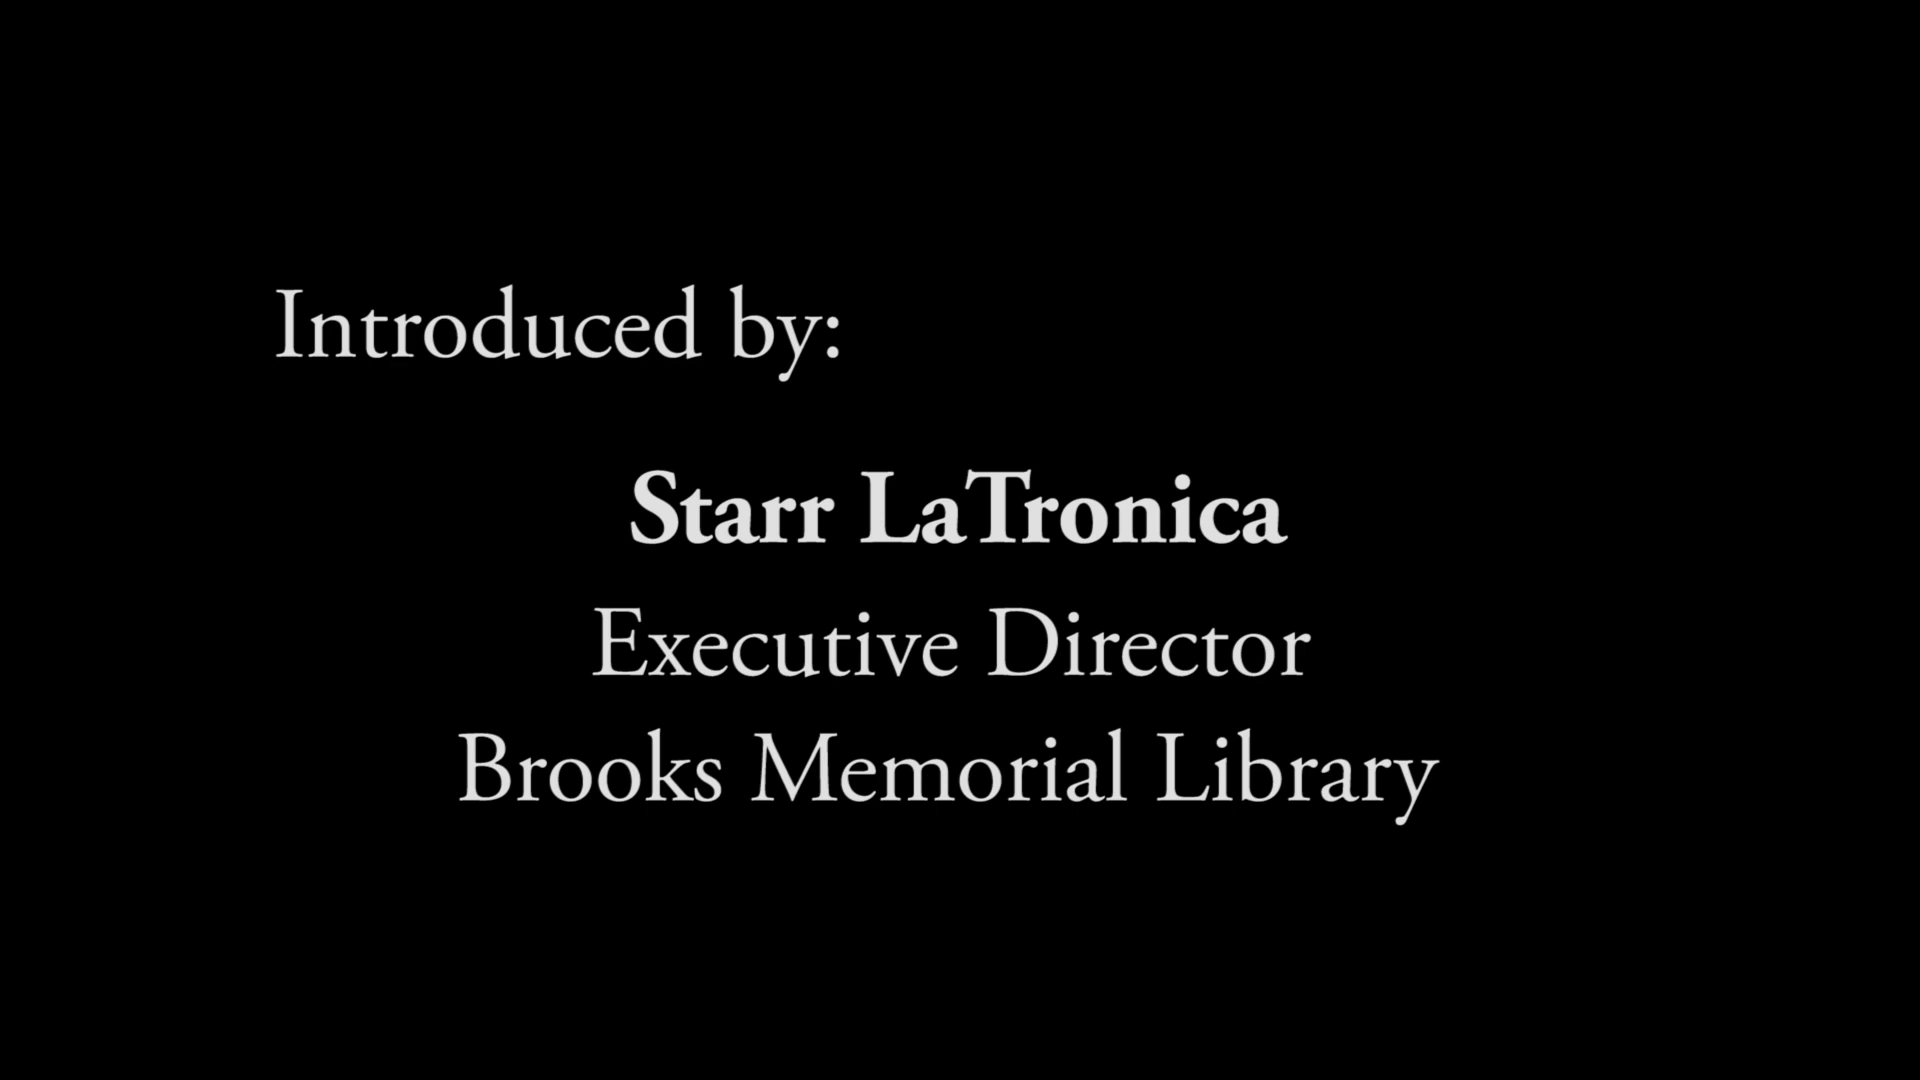 Introduced by:
Starr LaTronica
Executive Director
Brooks Memorial Library